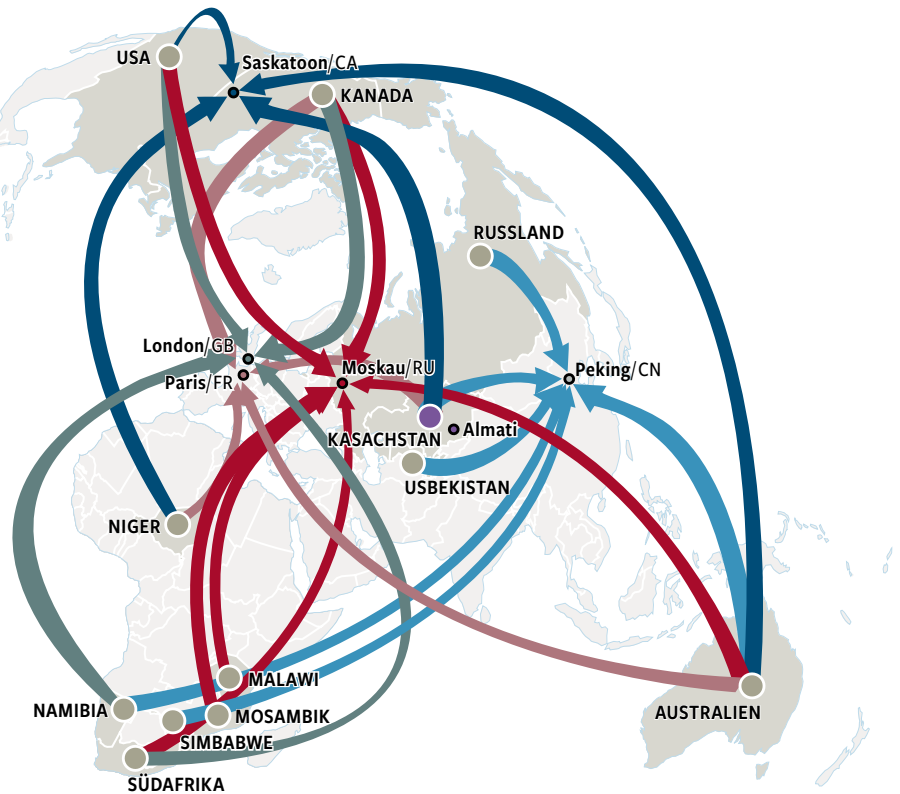 USA
Saskatoon/CA
KANADA
RUSSLAND
London/GB
Paris/FR
Moskau/RU
Peking/CN
KASACHSTAN
Almati
USBEKISTAN
NIGER
MALAWI
NAMIBIA
MOSAMBIK
AUSTRALIEN
SIMBABWE
SÜDAFRIKA